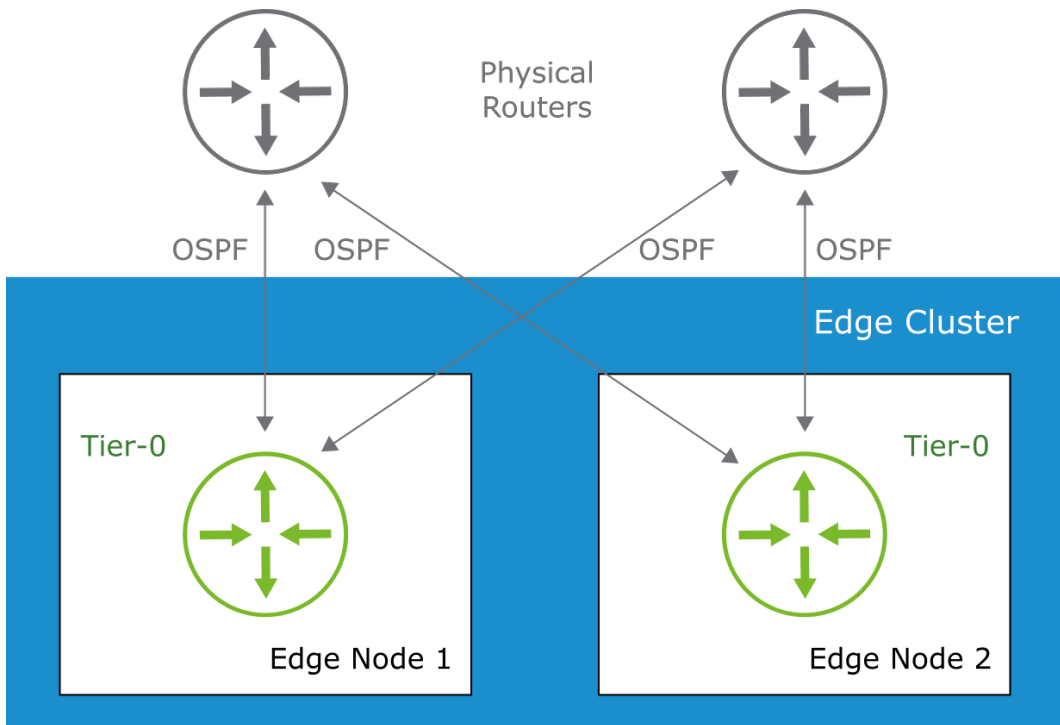 Physical
Routers
OSPF
OSPF
OSPF
OSPF
Edge Cluster
Tier-0
Tier-0
Edge Node 1
Edge Node 2